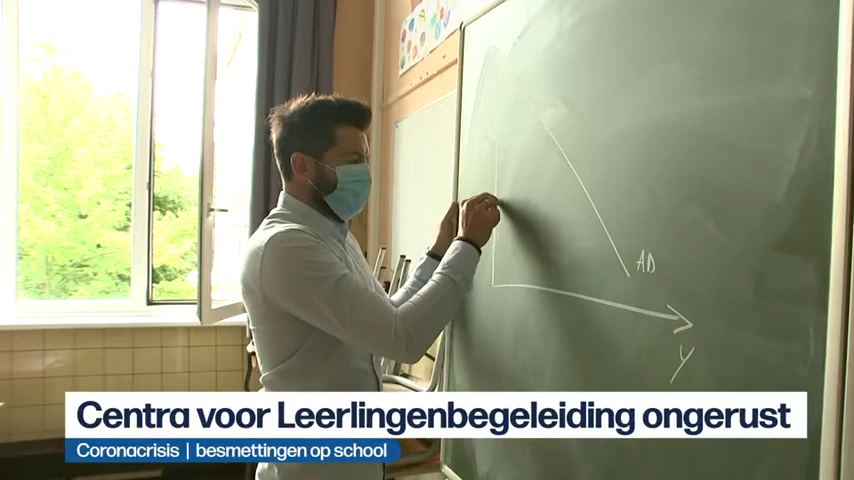 AD
Y
Centra voor Leerlingenbegeleiding ongerust
Coronacrisis | besmettingen op school